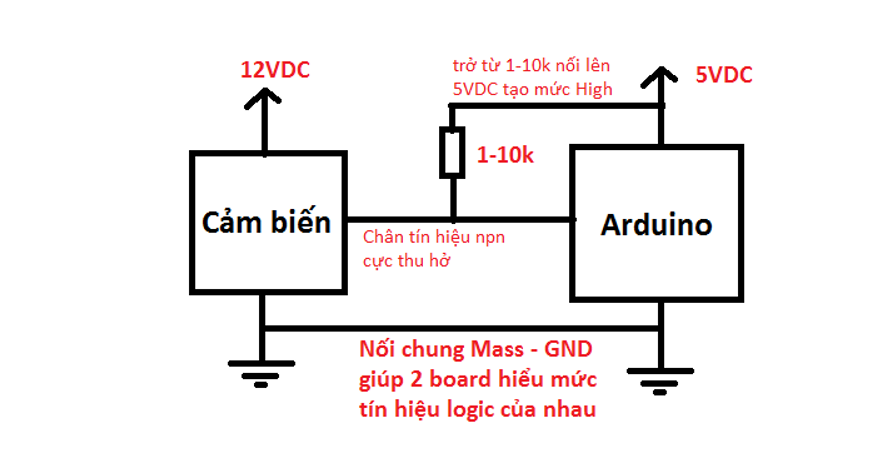 12VDC
trở từ 1-10k nối lên
5VDC tạo mức High
5VDC
1-10k
Cảm biến
Arduino
Chân tín hiệu npn
cực thu hở
Nối chung Mass - GND
giúp 2 board hiểu mức
tín hiệu logic của nhau